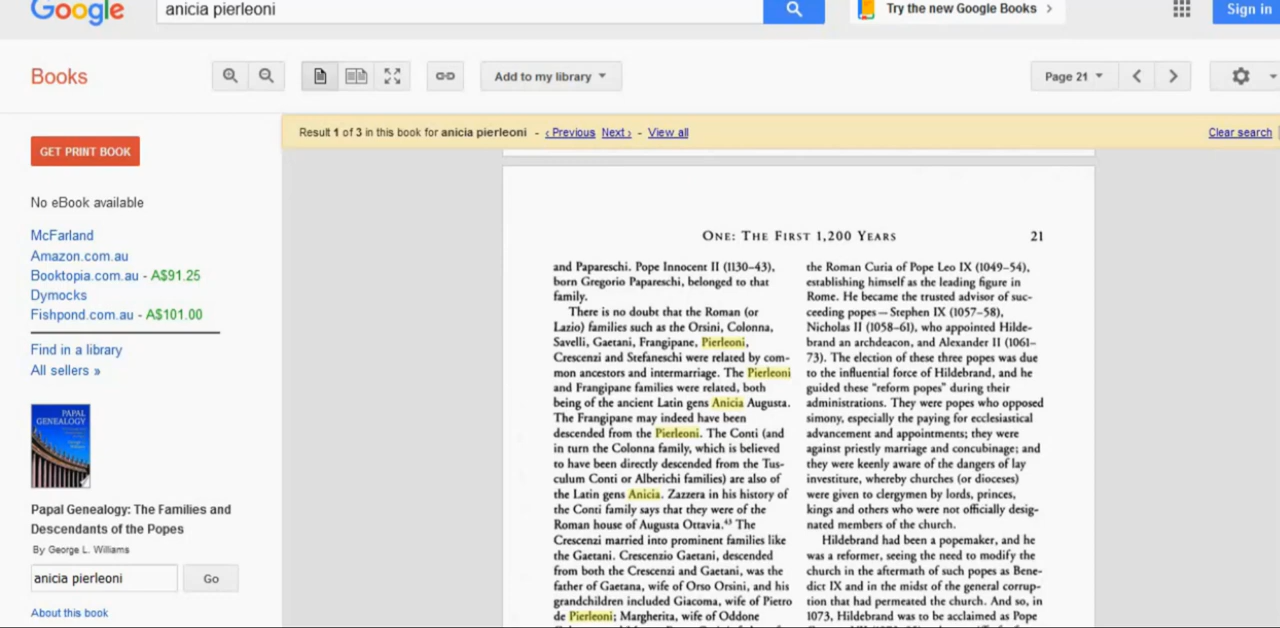 Google
anicia pierleoni
Try the new Google Books
Sign in
Books
Add to my library
Page 21
Result 1 of 3 in this book for anicia pierleoni - ‹ Previous Next › - View all
Clear search
GET PRINT BOOK
No eBook available
McFarland
Amazon.com.au
Booktopia.com.au - A$91.25
Dymocks
Fishpond.com.au - A$101.00
Find in a library
All sellers »
PAPAL
GENEALOGY
Papal Genealogy: The Families and
Descendants of the Popes
By George L. Williams
anicia pierleoni
Go
About this book
ONE: THE FIRST 1,200 YEARS 21
and Papareschi. Pope Innocent II (1130–43),
born Gregorio Papareschi, belonged to that
family.
There is no doubt that the Roman (or
Lazio) families such as the Orsini, Colonna,
Savelli, Gaetani, Frangipane, Pierleoni,
Crescenzi and Stefaneschi were related by com-
mon ancestors and intermarriage. The Pierleoni
and Frangipane families were related, both
being of the ancient Latin gens Anicia Augusta.
The Frangipane may indeed have been
descended from the Pierleoni. The Conti (and
in turn the Colonna family, which is believed
to have been directly descended from the Tus-
culum Conti or Alberichi families) are also of
the Latin gens Anicia. Zazzera in his history of
the Conti family says that they were of the
Roman house of Augusta Ottavia.⁴³ The
Crescenzi married into prominent families like
the Gaetani. Crescenzio Gaetani, descended
from both the Crescenzi and Gaetani, was the
father of Gaetana, wife of Orso Orsini, and his
grandchildren included Giacoma, wife of Pietro
de Pierleoni; Margherita, wife of Oddone
the Roman Curia of Pope Leo IX (1049–54),
establishing himself as the leading figure in
Rome. He became the trusted advisor of suc-
ceeding popes — Stephen IX (1057–58),
Nicholas II (1058–61), who appointed Hilde-
brand an archdeacon, and Alexander II (1061–
73). The election of these three popes was due
to the influential force of Hildebrand, and he
guided these "reform popes" during their
administrations. They were popes who opposed
simony, especially the paying for ecclesiastical
advancement and appointments; they were
against priestly marriage and concubinage; and
they were keenly aware of the dangers of lay
investiture, whereby churches (or dioceses)
were given to clergymen by lords, princes,
kings and others who were not officially desig-
nated members of the church.
Hildebrand had been a popemaker, and he
was a reformer, seeing the need to modify the
church in the aftermath of such popes as Bene-
dict IX and in the midst of the general corrup-
tion that had permeated the church. And so, in
1073, Hildebrand was to be acclaimed as Pope